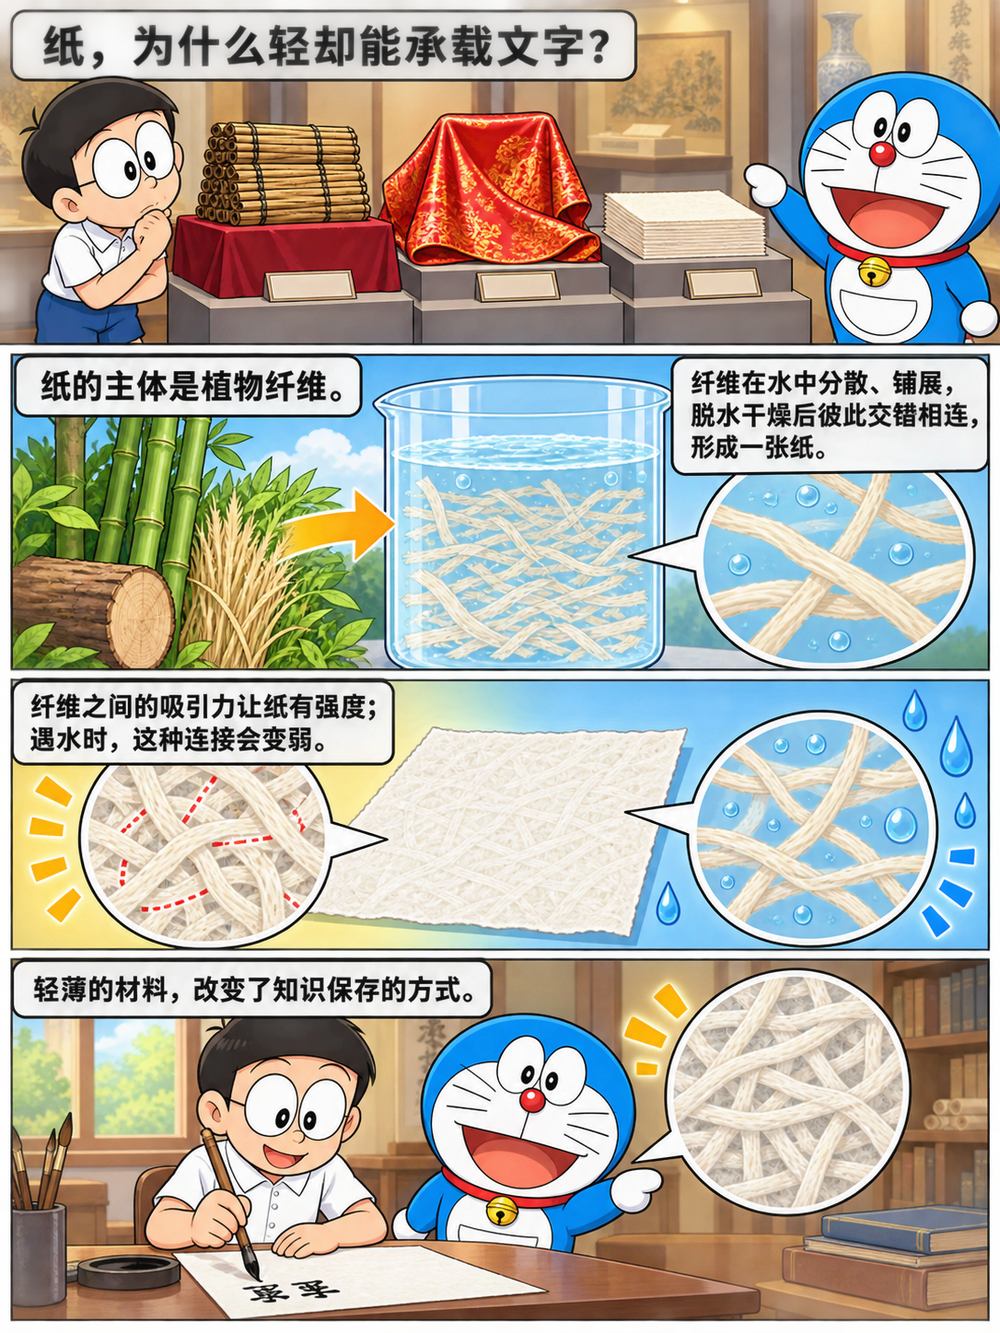 纸，为什么轻却能承载文字？
纸的主体是植物纤维。
纤维在水中分散、铺展，
脱水干燥后彼此交错相连，
形成一张纸。
纤维之间的吸引力让纸有强度；
遇水时，这种连接会变弱。
轻薄的材料，改变了知识保存的方式。